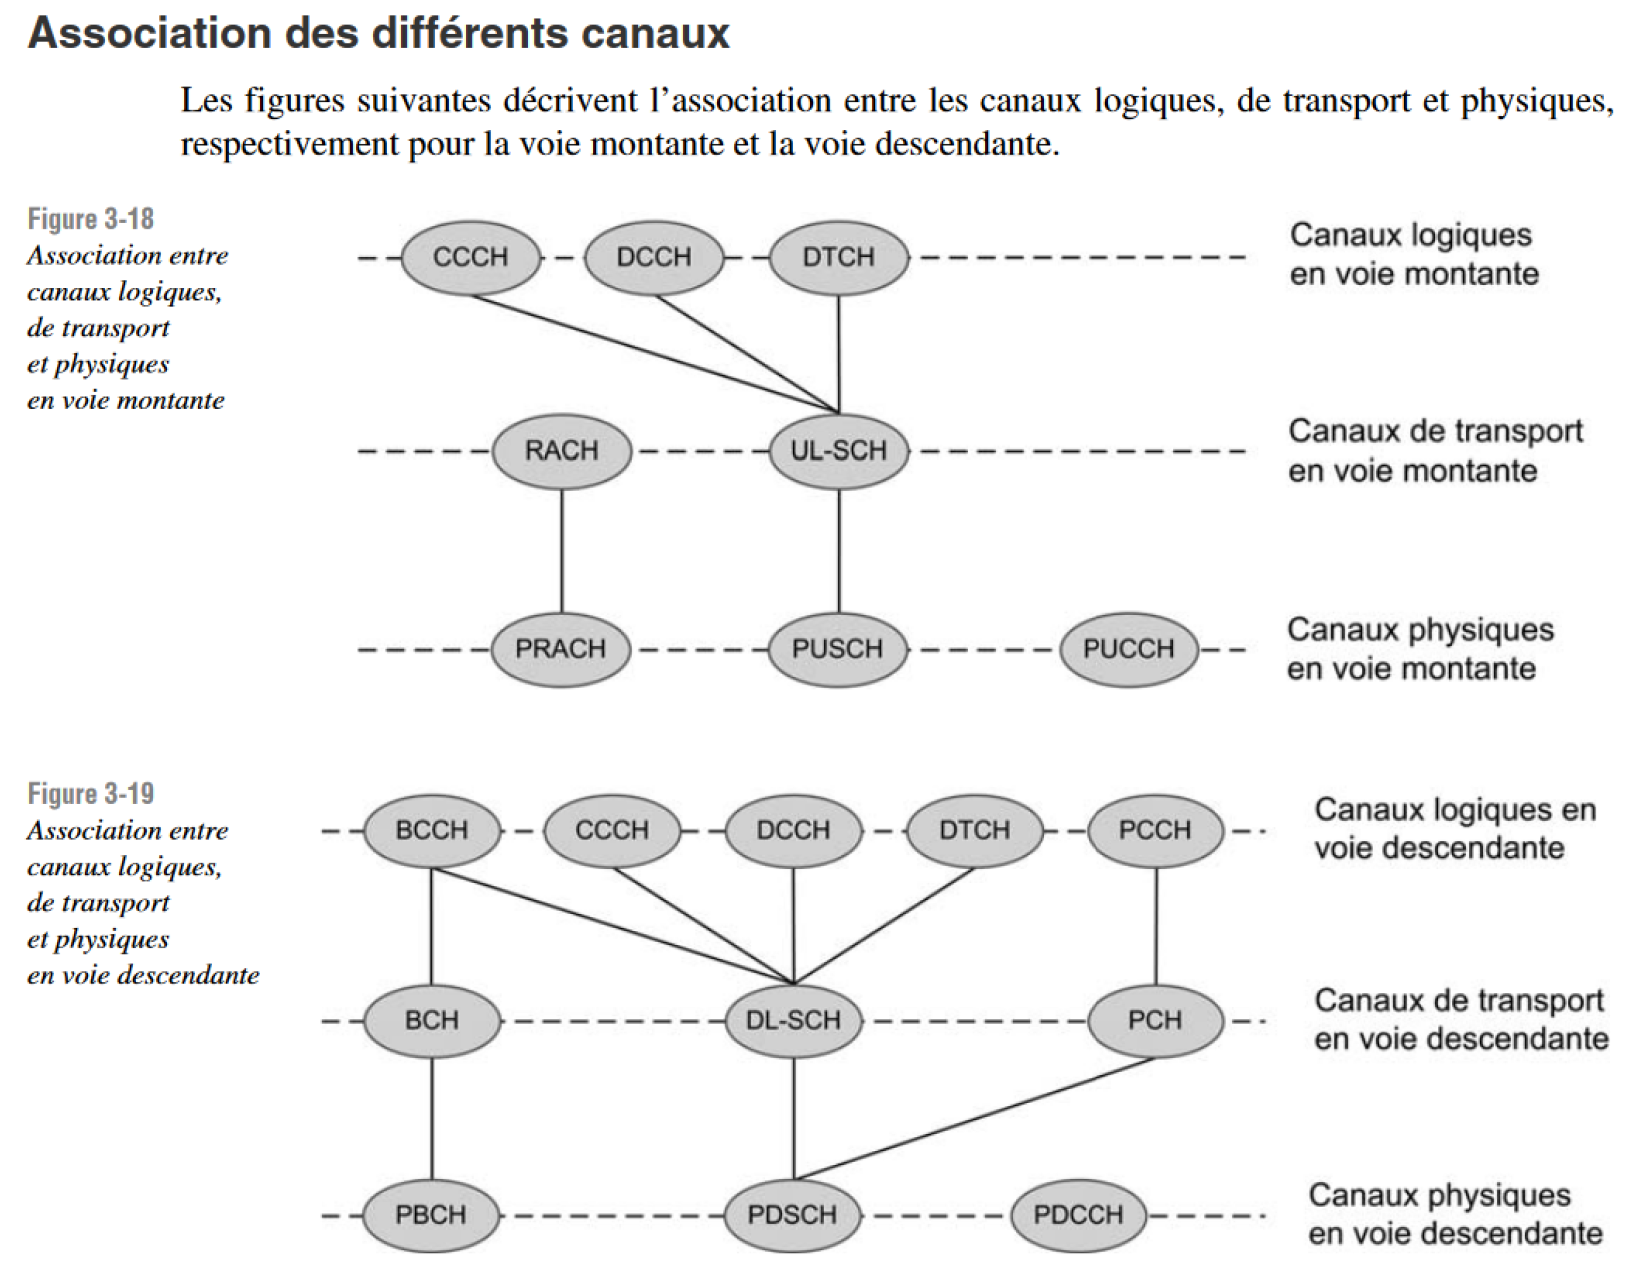 Association des différents canaux
Les figures suivantes décrivent l’association entre les canaux logiques, de transport et physiques,
respectivement pour la voie montante et la voie descendante.
Figure 3-18
Association entre
canaux logiques,
de transport
et physiques
en voie montante
CCCH DCCH DTCH
Canaux logiques
en voie montante
RACH UL-SCH
Canaux de transport
en voie montante
PRACH PUSCH PUCCH
Canaux physiques
en voie montante
Figure 3-19
Association entre
canaux logiques,
de transport
et physiques
en voie descendante
BCCH CCCH DCCH DTCH PCCH
Canaux logiques en
voie descendante
BCH DL-SCH PCH
Canaux de transport
en voie descendante
PBCH PDSCH PDCCH
Canaux physiques
en voie descendante